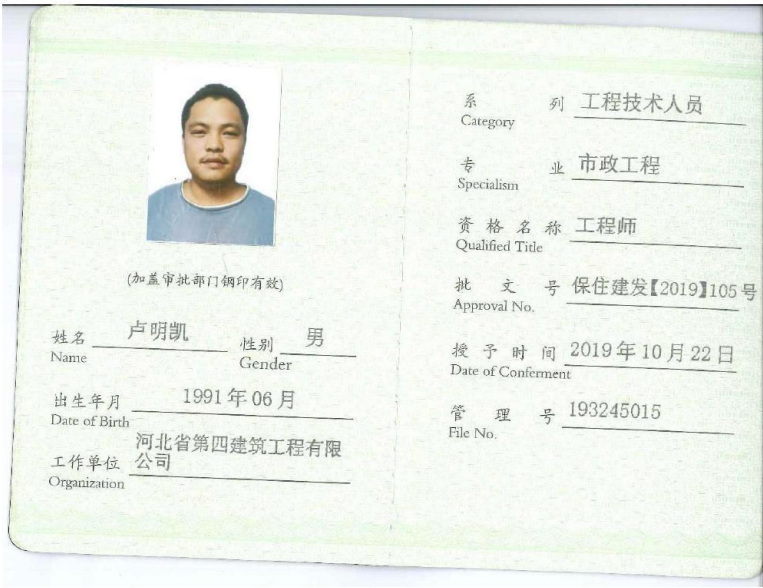 (加盖审批部门钢印有效)
姓名 卢明凯 性别 男
Name Gender
出生年月 1991年06月
Date of Birth
河北省第四建筑工程有限
工作单位 公司
Organization
系列 工程技术人员
Category
专业 市政工程
Specialism
资格名称 工程师
Qualified Title
批文号 保住建发【2019】105号
Approval No.
授予时间 2019年10月22日
Date of Conferment
管理号 193245015
File No.